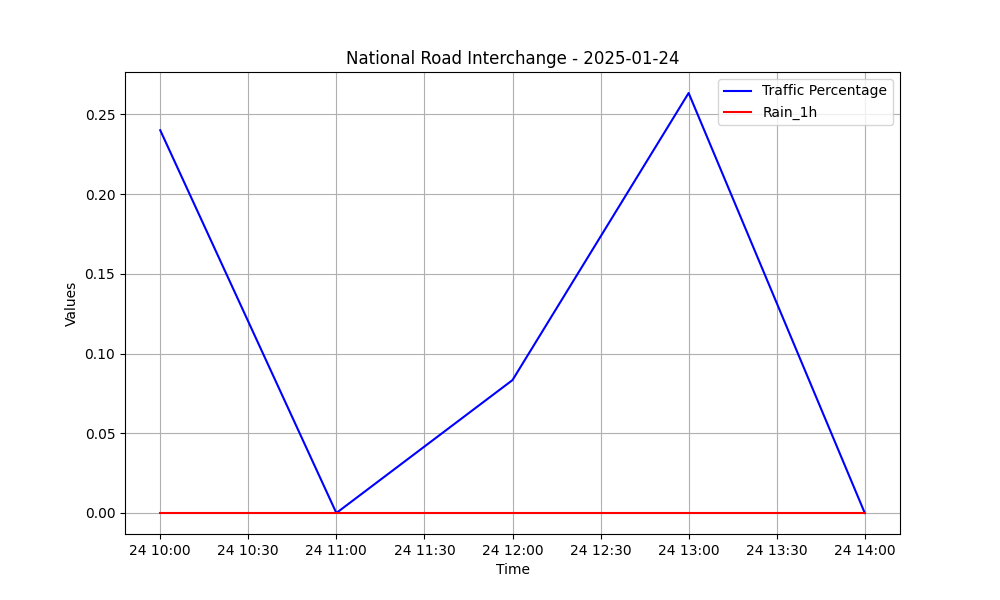 National Road Interchange - 2025-01-24
Traffic Percentage
Rain_1h
Values
0.25
0.20
0.15
0.10
0.05
0.00
24 10:00 24 10:30 24 11:00 24 11:30 24 12:00 24 12:30 24 13:00 24 13:30 24 14:00
Time